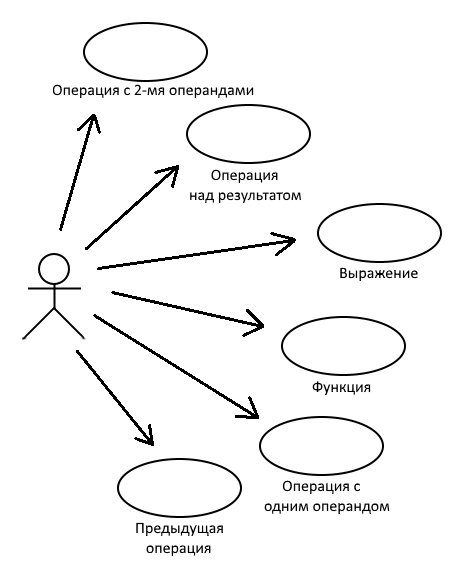 Операция с 2-мя операндами
Операция
над результатом
Выражение
Функция
Операция с
одним операндом
Предыдущая
операция